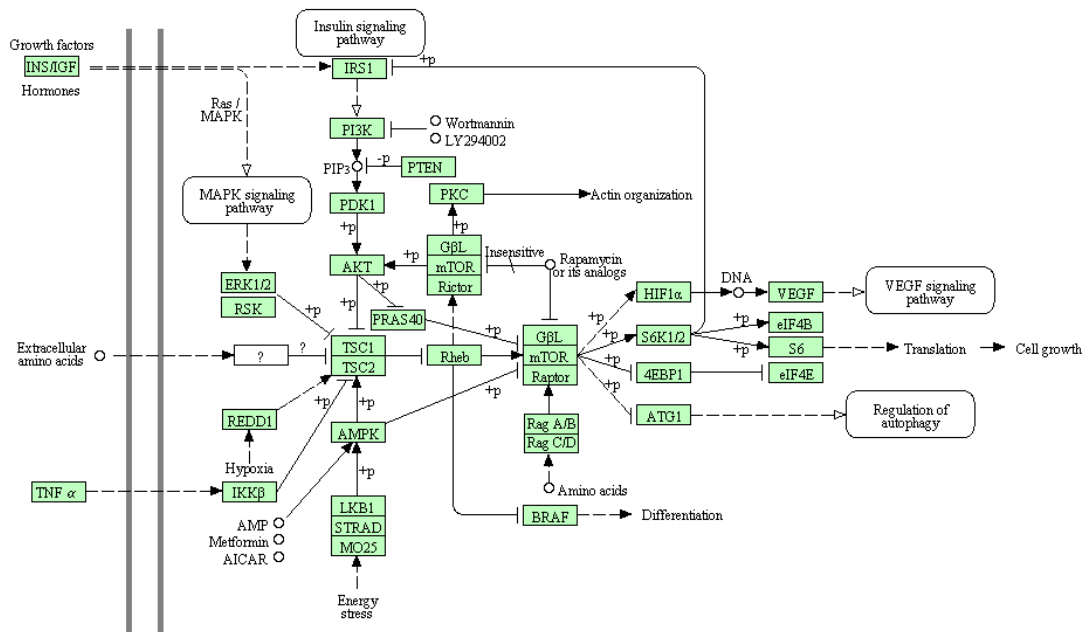 Insulin signaling
pathway
Growth factors
INS/IGF
Hormones
IRS1
+p
Ras /
MAPK
PI3K
Wortmannin
LY294002
PIP3
-p
PTEN
MAPK signaling
pathway
PDK1
PKC
Actin organization
+p
+p
+p
GβL
mTOR
Rictor
Insensitive
Rapamycin
or its analogs
AKT
DNA
ERK1/2
RSK
+p
+p
+p
PRAS40
+p
HIF1α
VEGF
VEGF signaling
pathway
+p
GβL
mTOR
Raptor
+p
S6K1/2
+p
eIF4B
+p
S6
Translation
Cell growth
Extracellular
amino acids
?
?
TSC1
TSC2
Rheb
+p
4EBP1
eIF4E
+p
+p
+p
+p
ATG1
Regulation of
autophagy
REDD1
AMPK
Rag A/B
Rag C/D
Hypoxia
+p
TNF α
IKKβ
Amino acids
LKB1
STRAD
MO25
BRAF
Differentiation
AMP
Metformin
AICAR
Energy
stress